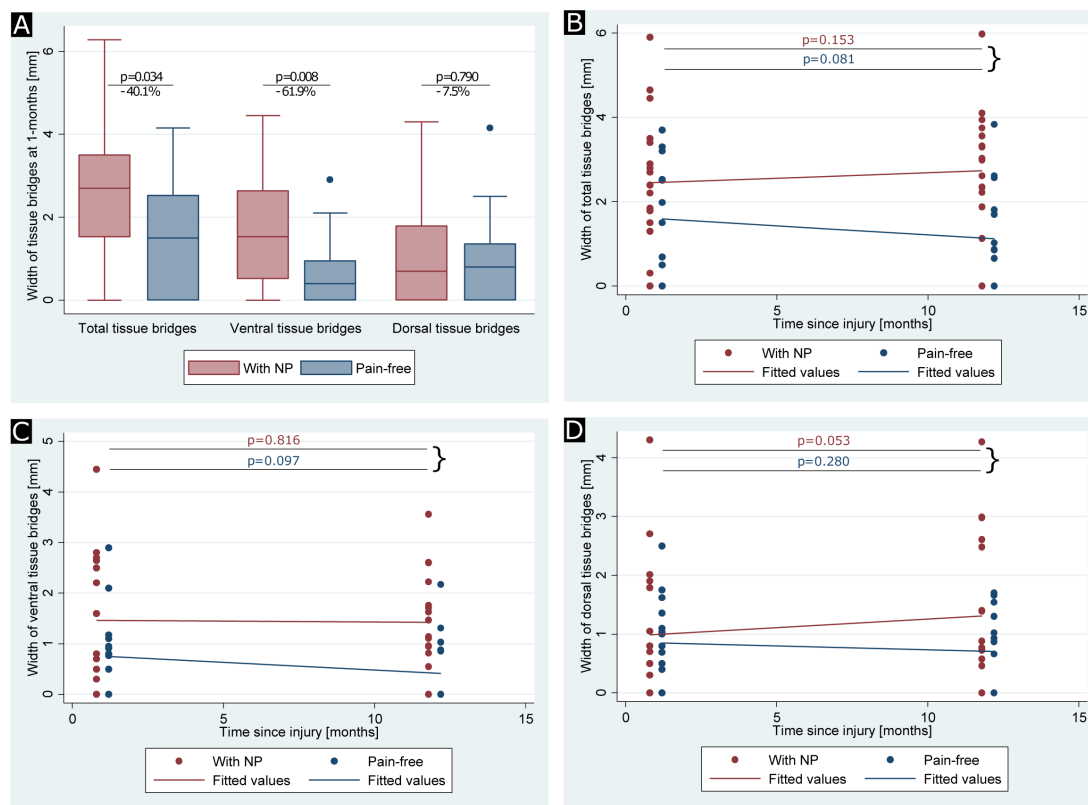 A
Width of tissue bridges at 1-months [mm]
6
4
2
0
p=0.034
-40.1%
p=0.008
-61.9%
p=0.790
-7.5%
Total tissue bridges
Ventral tissue bridges
Dorsal tissue bridges
With NP
Pain-free
B
Width of total tissue bridges [mm]
6
4
2
0
p=0.153
p=0.081
}
0
5
10
15
Time since injury [months]
With NP
Pain-free
Fitted values
Fitted values
C
Width of ventral tissue bridges [mm]
5
4
3
2
1
0
p=0.816
p=0.097
}
0
5
10
15
Time since injury [months]
With NP
Pain-free
Fitted values
Fitted values
D
Width of dorsal tissue bridges [mm]
4
3
2
1
0
p=0.053
p=0.280
}
0
5
10
15
Time since injury [months]
With NP
Pain-free
Fitted values
Fitted values